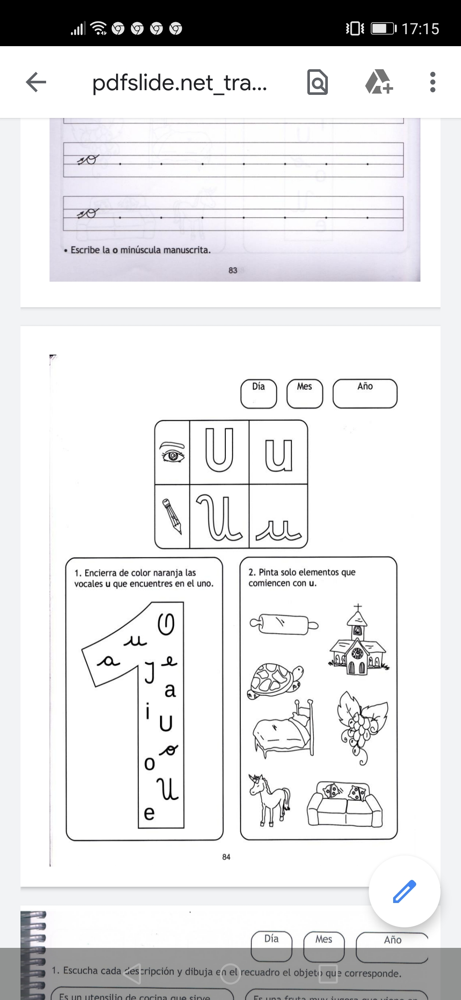 17:15
pdfslide.net_tra...
• Escribe la o minúscula manuscrita.
83
Día Mes Año
U u
U u
1. Encierra de color naranja las
vocales u que encuentres en el uno.
2. Pinta solo elementos que
comiencen con u.
u
a
e
a
i
U
o
o
U
e
84
Día Mes Año
1. Escucha cada descripción y dibuja en el recuadro el objeto que corresponde.
Es un utensilio de cocina que sirve
Es una fruta muy jugosa que viene en